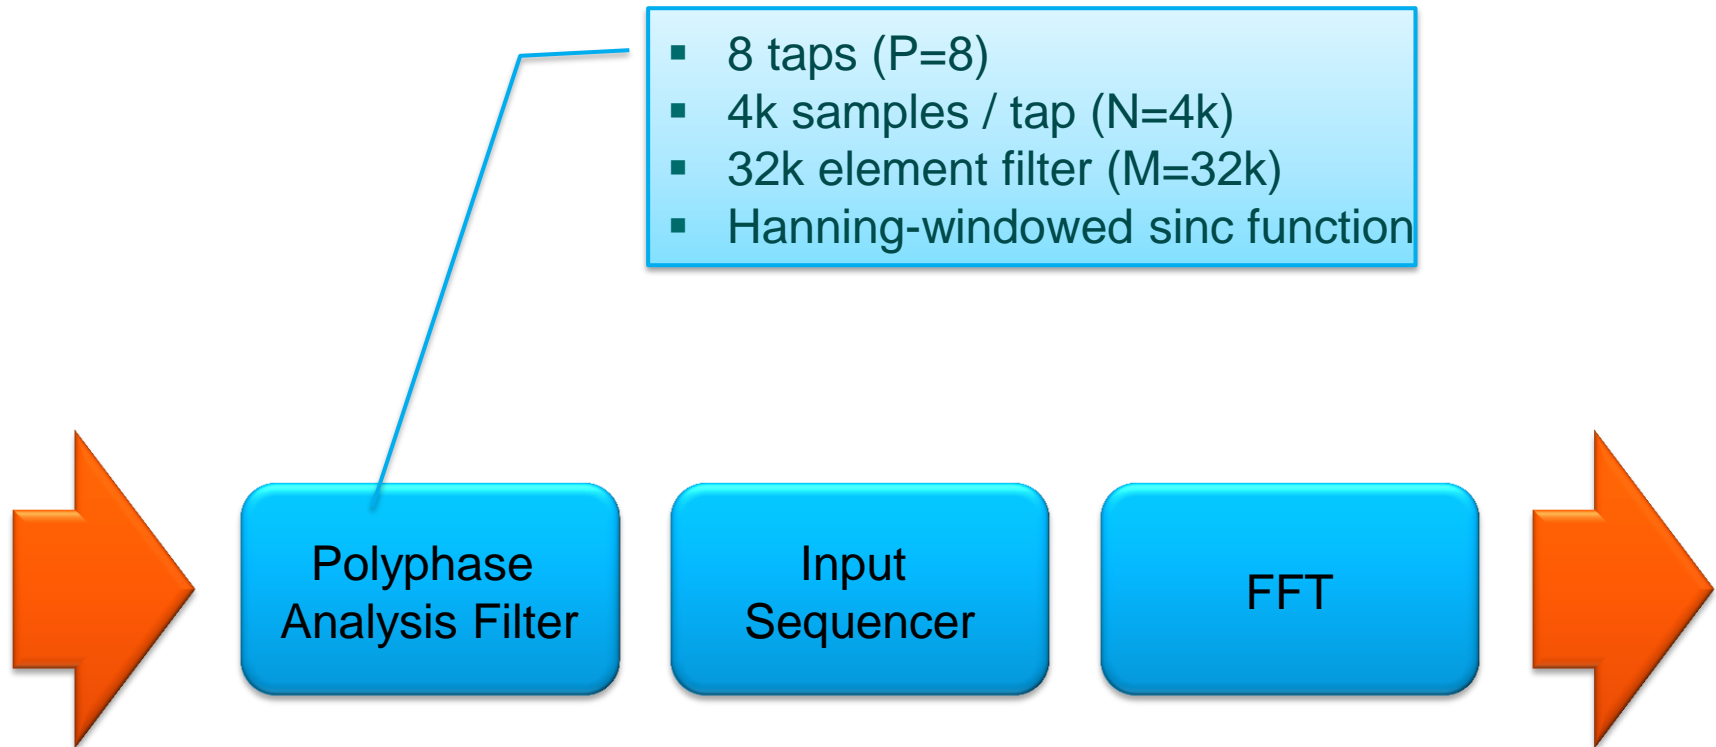 ▪ 8 taps (P=8)
▪ 4k samples / tap (N=4k)
▪ 32k element filter (M=32k)
▪ Hanning-windowed sinc function
Polyphase
Analysis Filter
Input
Sequencer
FFT